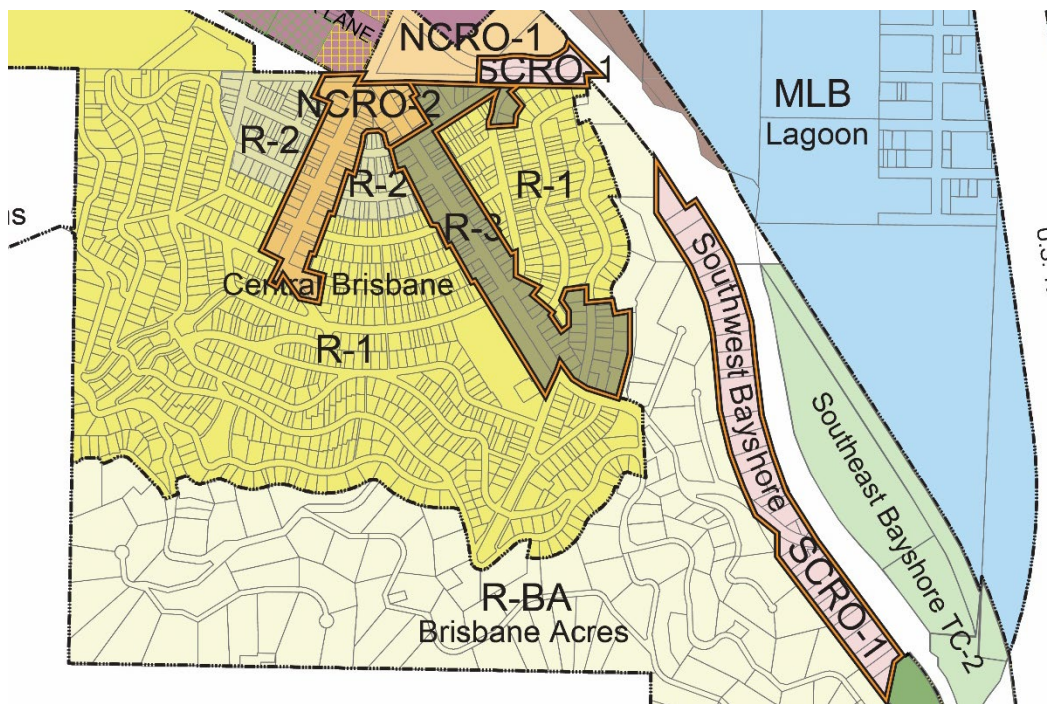 LANE
NCRO-1
SCRO-1
NCRO-2
MLB
Lagoon
R-2
R-2
R-1
R-3
Central Brisbane
R-1
Southwest Bayshore
SCRO-1
Southeast Bayshore TC-2
R-BA
Brisbane Acres